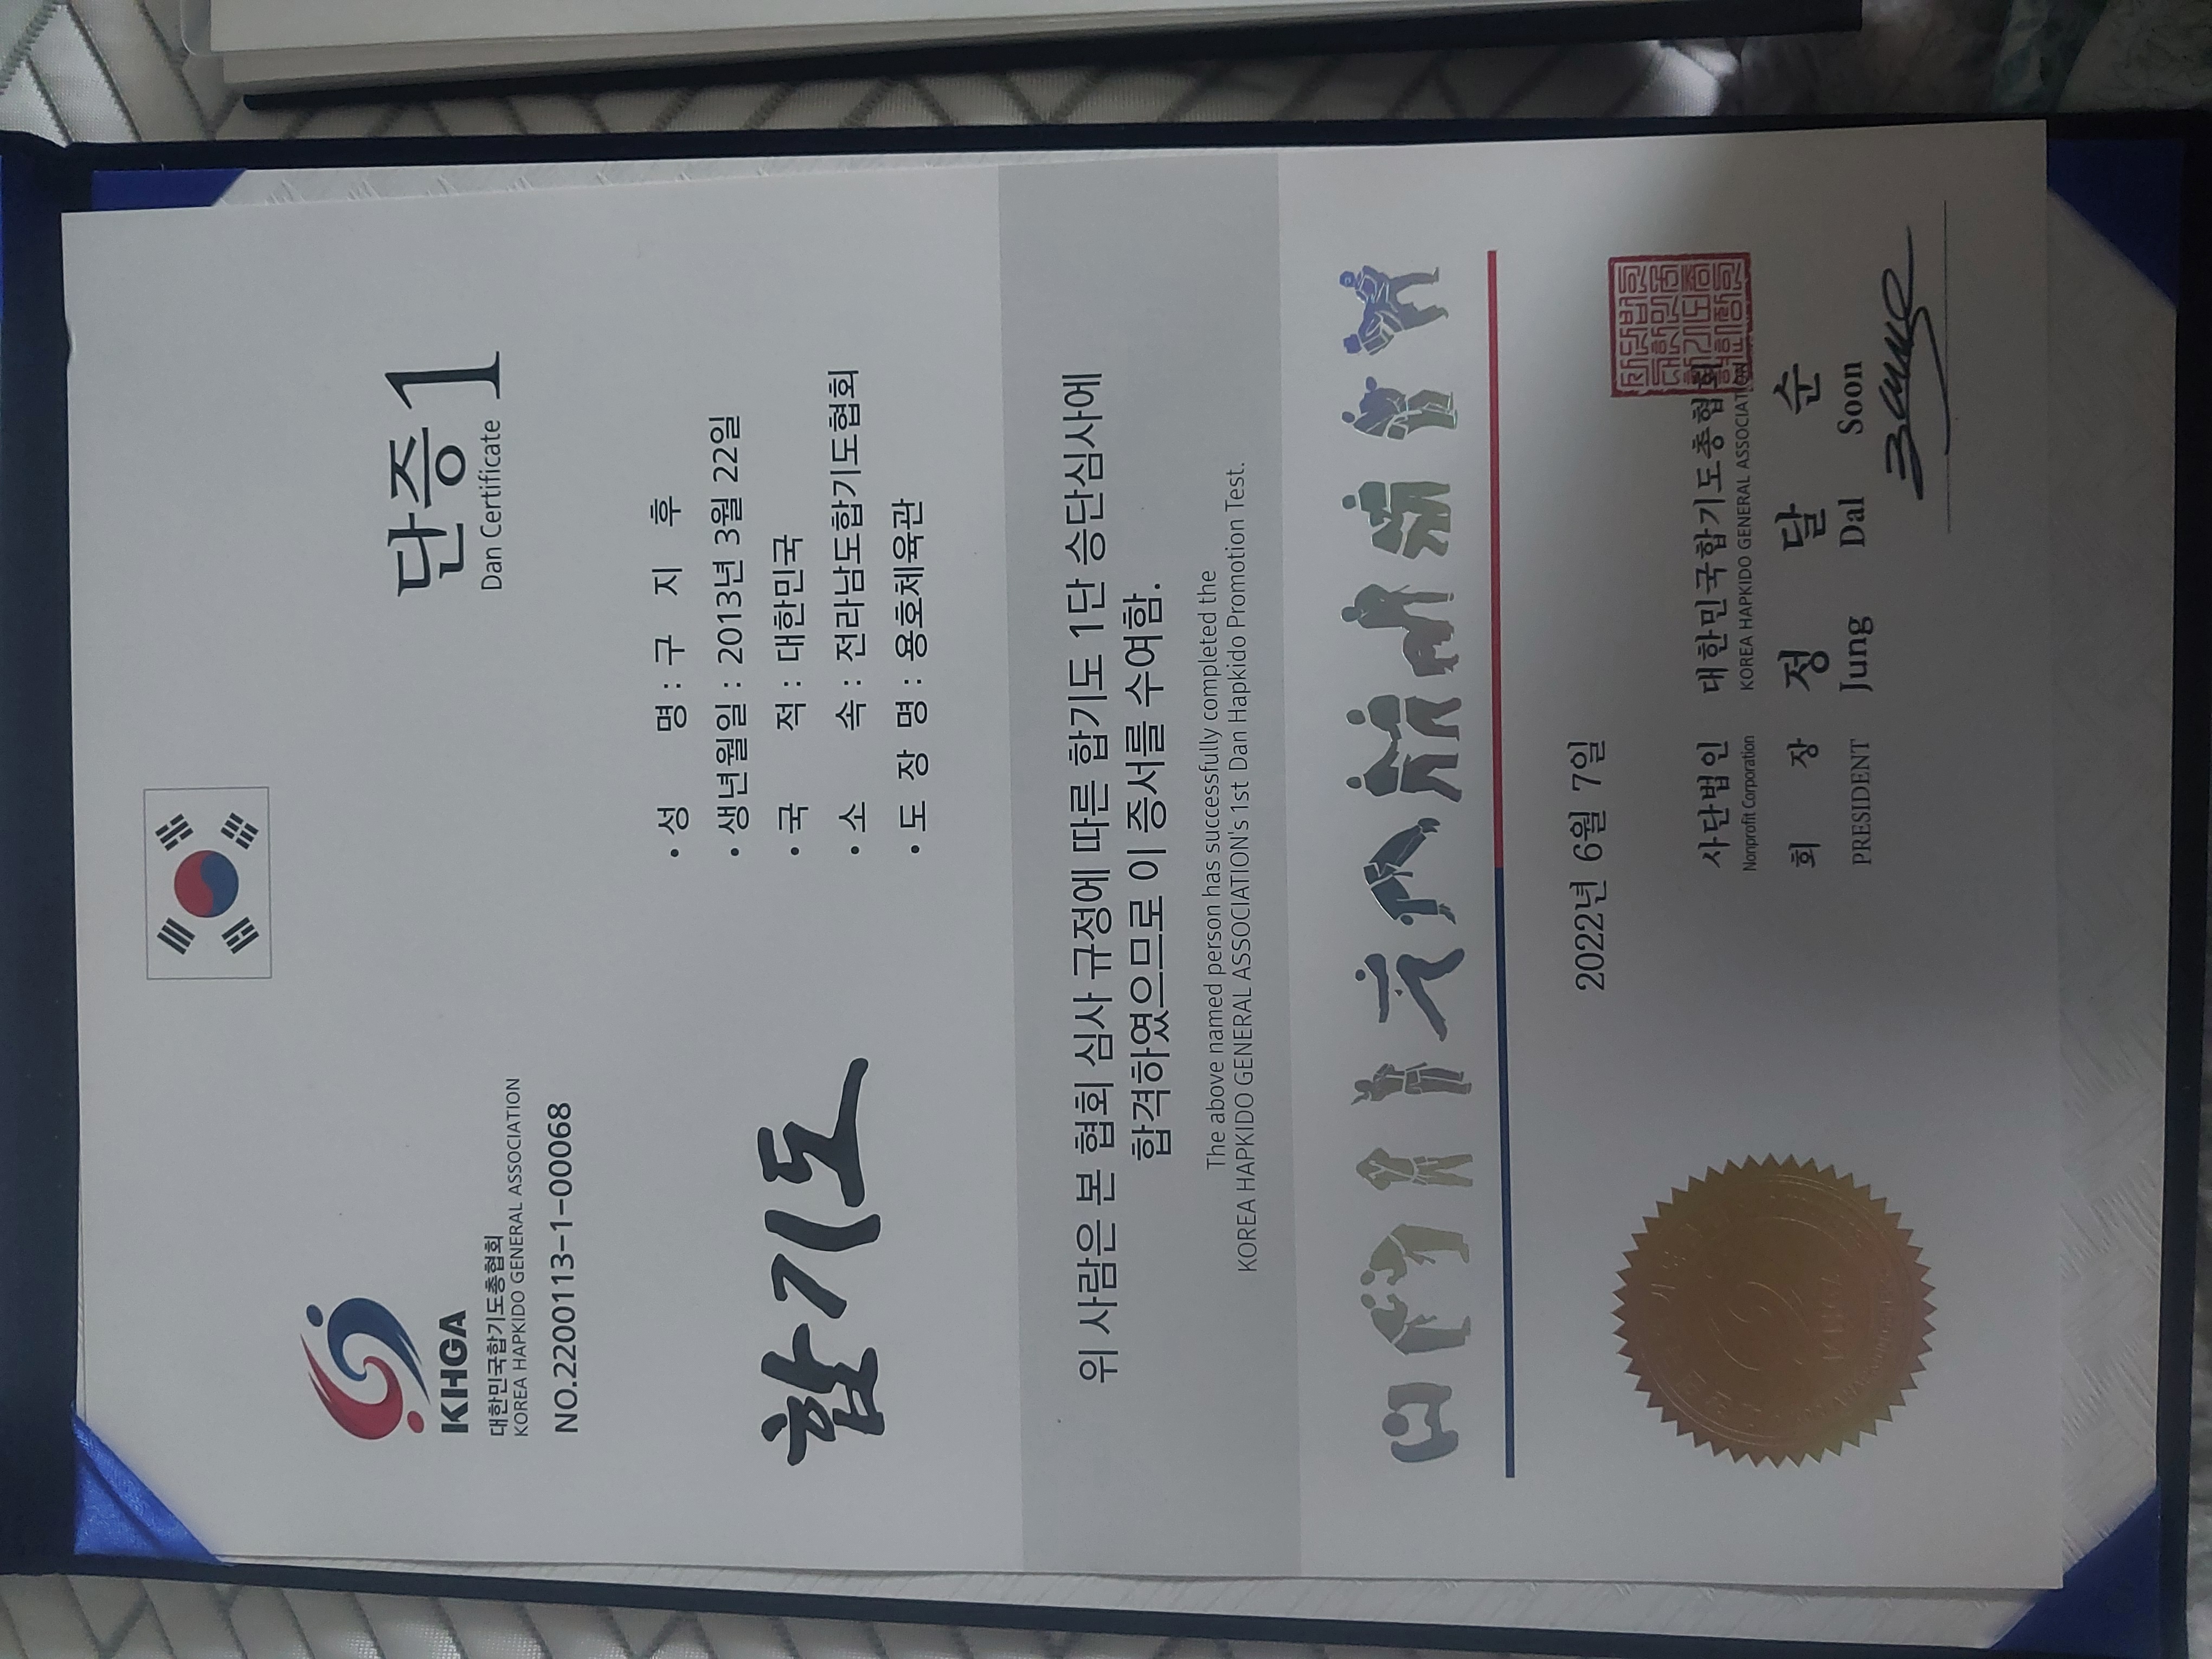 KHGA
대한민국합기도총협회
KOREA HAPKIDO GENERAL ASSOCIATION
NO.2200113-1-00068
단증 1
Dan Certificate
합기도
• 성 명 : 구 지 후
• 생년월일 : 2013년 3월 22일
• 국 적 : 대한민국
• 소 속 : 전라남도합기도협회
• 도 장 명 : 용호체육관
위 사람은 본 협회 심사 규정에 따른 합기도 1단 승단심사에
합격하였으므로 이 증서를 수여함.
The above named person has successfully completed the
KOREA HAPKIDO GENERAL ASSOCIATION's 1st Dan Hapkido Promotion Test.
2022년 6월 7일
사단법인 대한민국합기도총협회
Nonprofit Corporation KOREA HAPKIDO GENERAL ASSOCIATION
회 장 정 달 순
PRESIDENT Jung Dal Soon